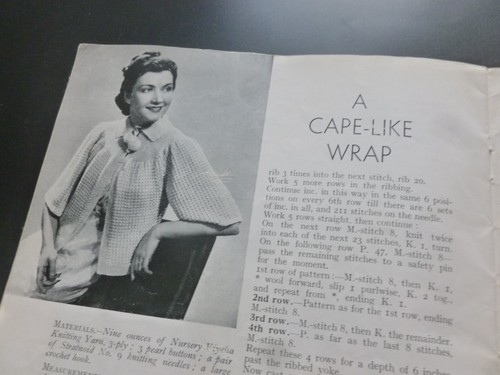 A
CAPE-LIKE
WRAP
rib 3 times into the next stitch, rib 20.
Work 5 more rows in the ribbing.
Continue inc. in this way in the same 6 posi-
tions on every 6th row till there are 6 sets
of inc. in all, and 211 stitches on the needle.
Work 5 rows straight, then continue:
On the next row M.-stitch 8, knit twice
into each of the next 23 stitches, K. 1, turn.
On the following row P. 47, M.-stitch 8—
pass the remaining stitches to a safety pin
for the moment.
1st row of pattern:—M.-stitch 8, then K. 1,
* wool forward, slip 1 purlwise, K. 2 tog.,
and repeat from *, ending K. 1.
2nd row.—Pattern as for the 1st row, ending
M.-stitch 8.
3rd row.—M.-stitch 8, then K. the remainder.
4th row.—P. as far as the last 8 stitches,
M.-stitch 8.
Repeat these 4 rows for a depth of 6 inches
past the ribbed yoke.
Now cast
MATERIALS.—Nine ounces of Nursery Viyella
Knitting Yarn, 3-ply; 3 pearl buttons; a pair
of Stratnoid No. 9 knitting needles; a large
crochet hook.
MEASUREMENTS